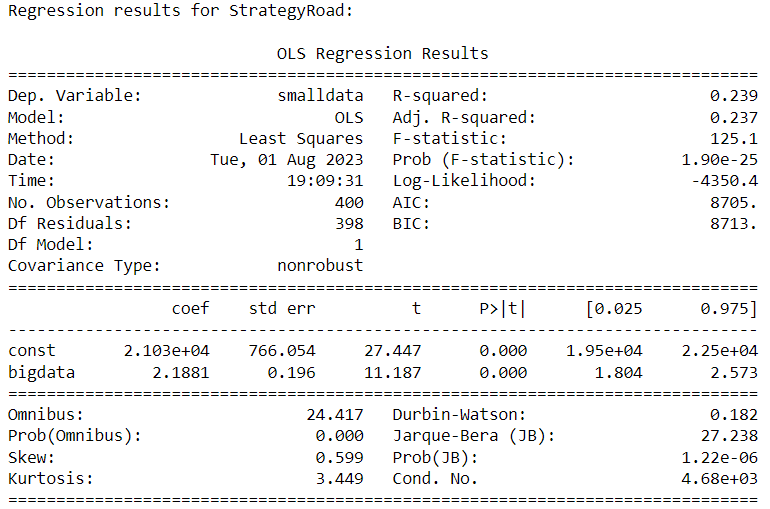 Regression results for StrategyRoad:
OLS Regression Results
==============================================================================
Dep. Variable:              smalldata   R-squared:                       0.239
Model:                            OLS   Adj. R-squared:                  0.237
Method:                 Least Squares   F-statistic:                     125.1
Date:                Tue, 01 Aug 2023   Prob (F-statistic):           1.90e-25
Time:                        19:09:31   Log-Likelihood:                -4350.4
No. Observations:                 400   AIC:                             8705.
Df Residuals:                     398   BIC:                             8713.
Df Model:                           1
Covariance Type:            nonrobust
==============================================================================
                 coef    std err          t      P>|t|      [0.025      0.975]
------------------------------------------------------------------------------
const       2.103e+04    766.054     27.447      0.000    1.95e+04    2.25e+04
bigdata        2.1881      0.196     11.187      0.000       1.804       2.573
==============================================================================
Omnibus:                       24.417   Durbin-Watson:                   0.182
Prob(Omnibus):                  0.000   Jarque-Bera (JB):               27.238
Skew:                           0.599   Prob(JB):                     1.22e-06
Kurtosis:                       3.449   Cond. No.                     4.68e+03
==============================================================================